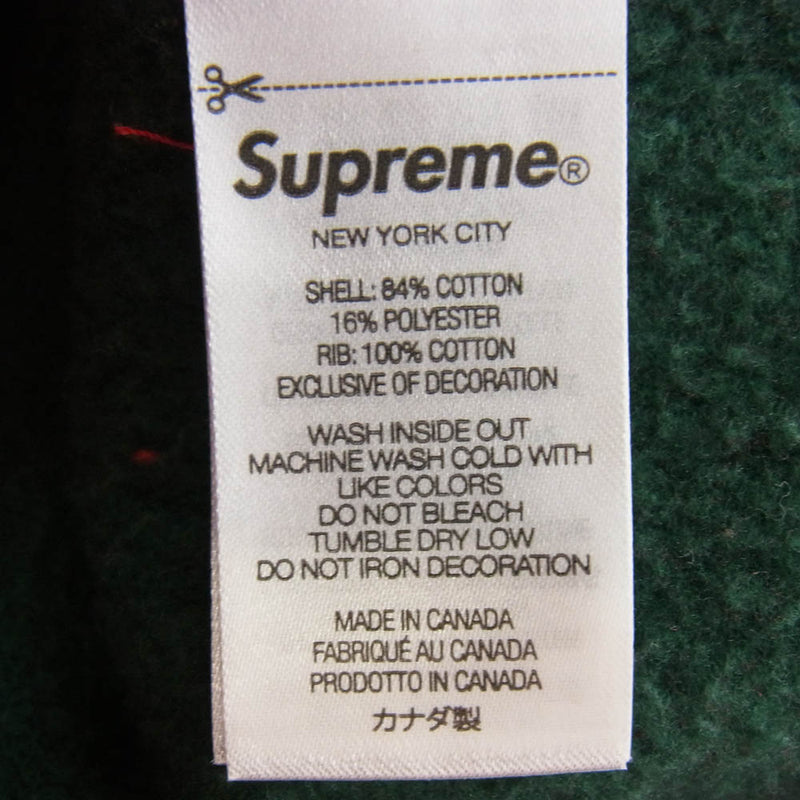 Supreme®
NEW YORK CITY
SHELL: 84% COTTON
16% POLYESTER
RIB: 100% COTTON
EXCLUSIVE OF DECORATION
WASH INSIDE OUT
MACHINE WASH COLD WITH
LIKE COLORS
DO NOT BLEACH
TUMBLE DRY LOW
DO NOT IRON DECORATION
MADE IN CANADA
FABRIQUÉ AU CANADA
PRODOTTO IN CANADA
カナダ製